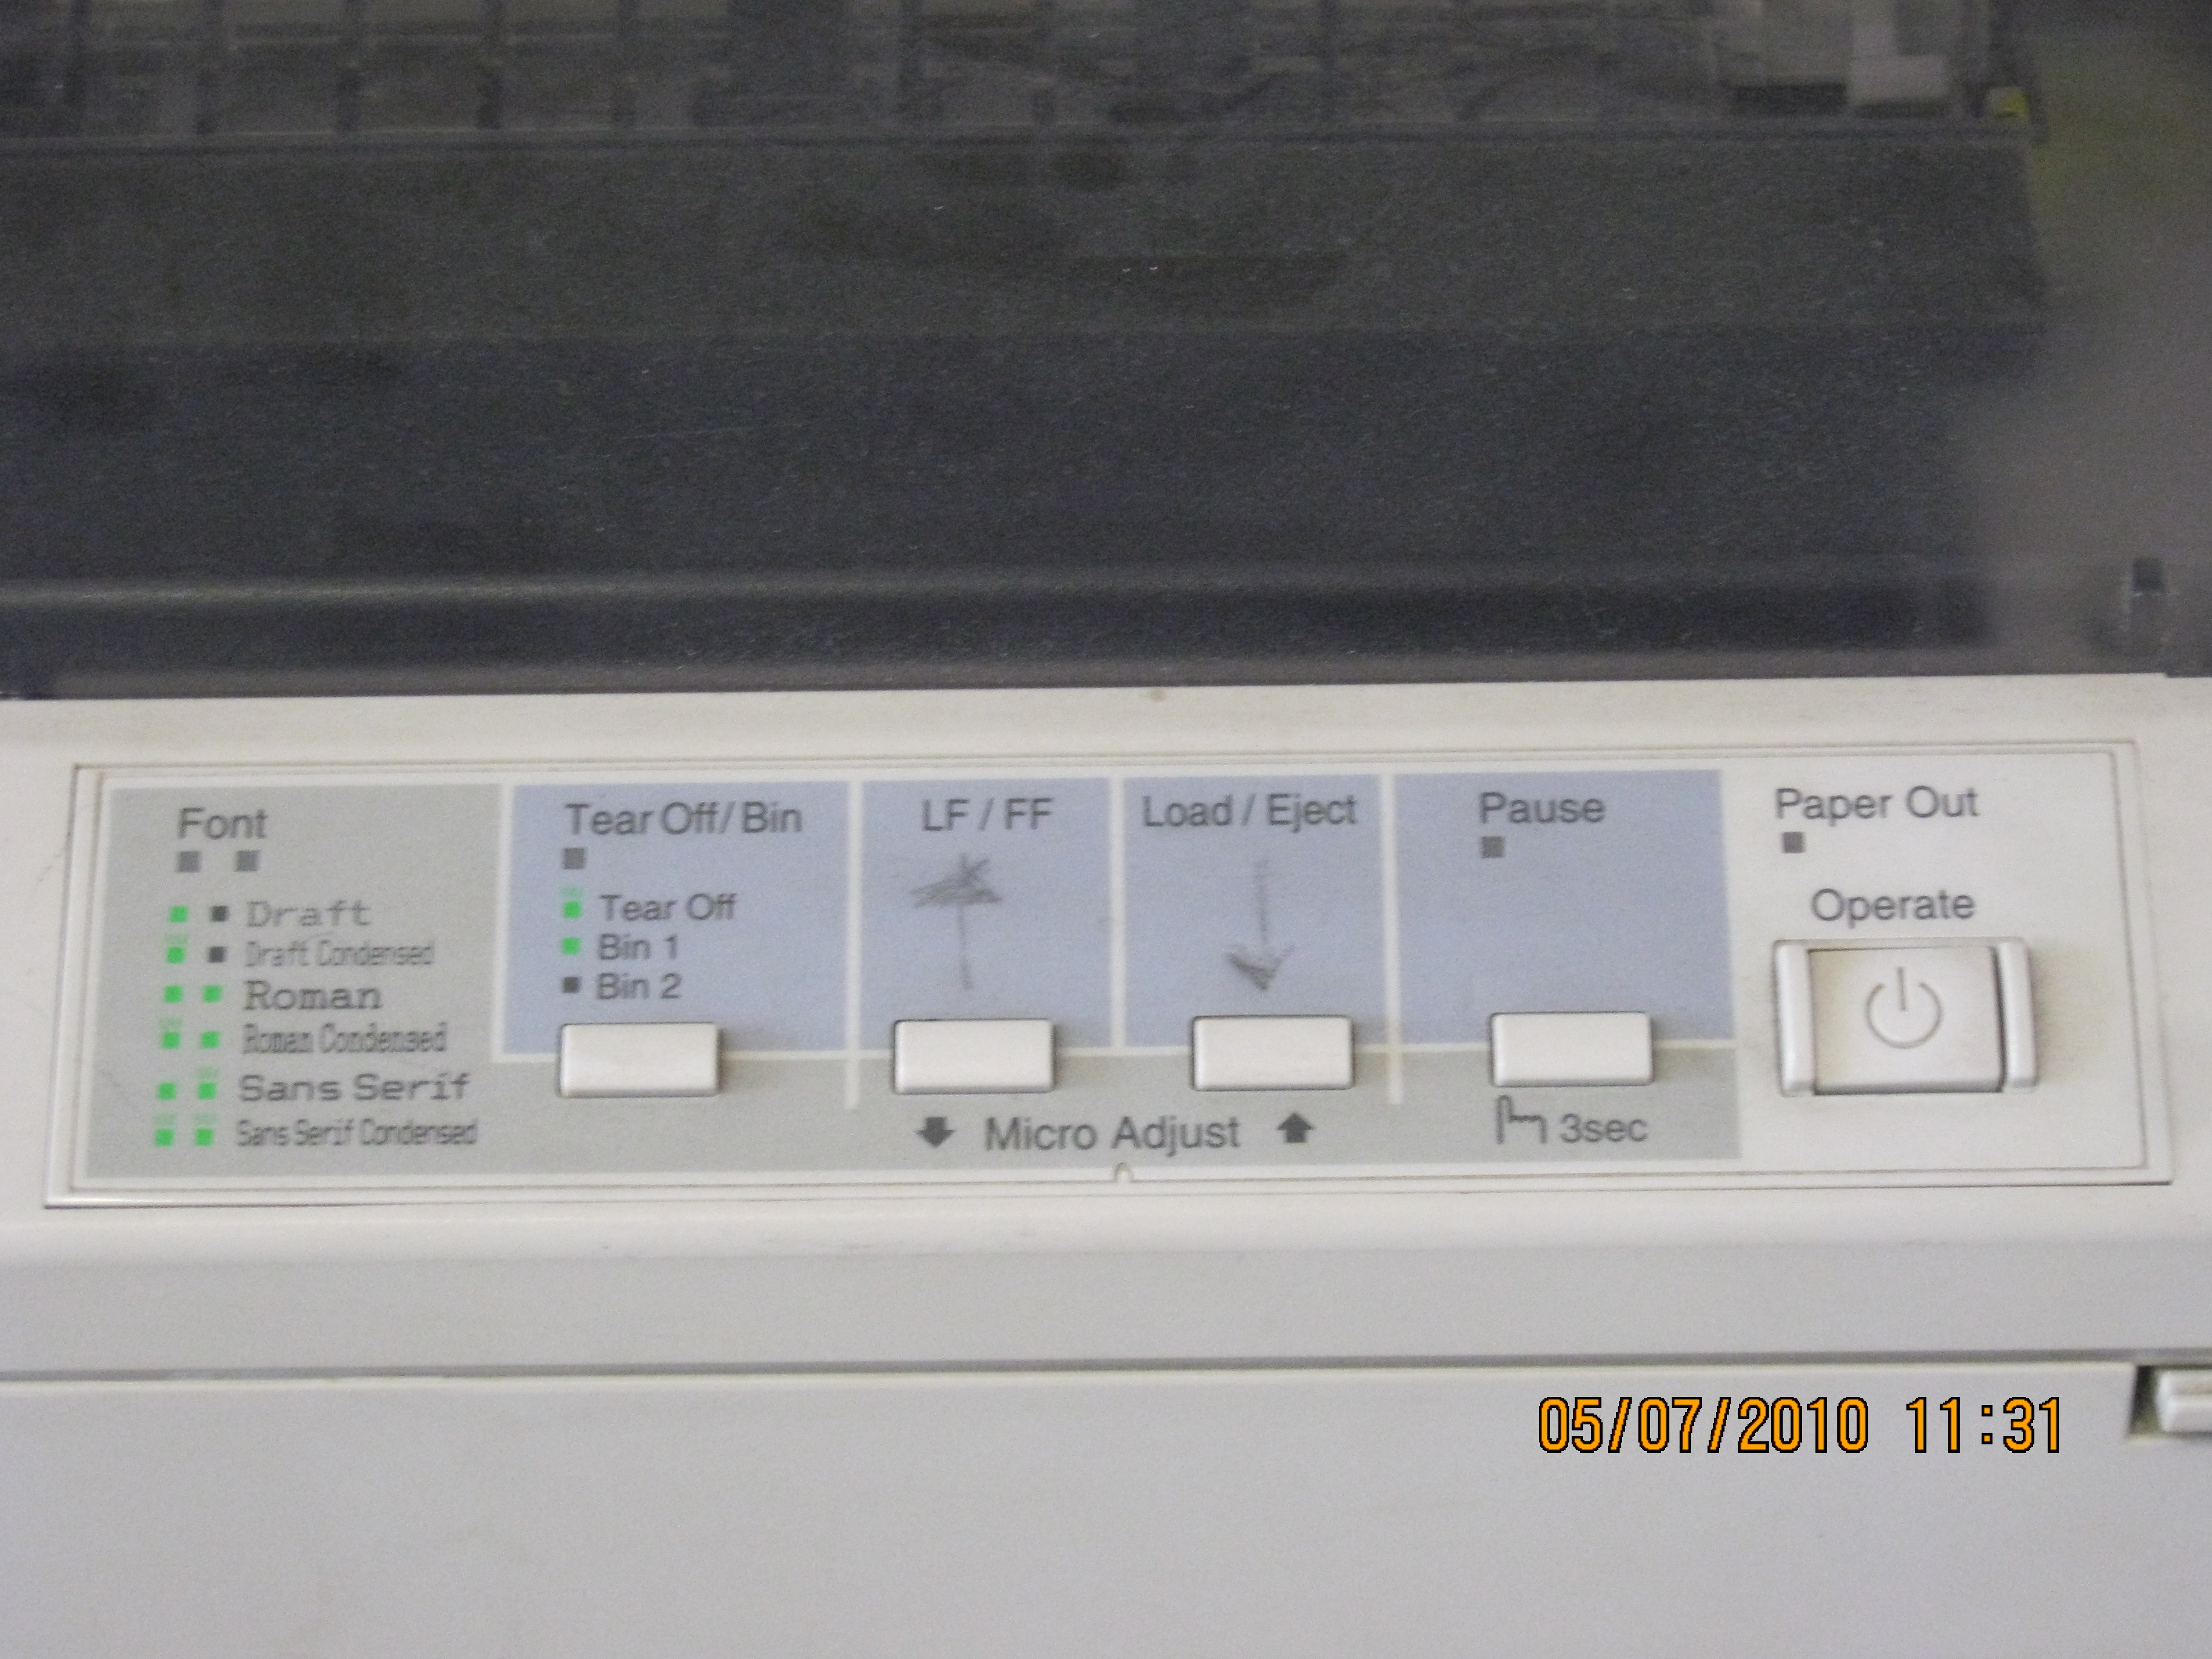 Font
Draft
Draft Condensed
Roman
Roman Condensed
Sans Serif
Sans Serif Condensed
Tear Off/Bin
Tear Off
Bin 1
Bin 2
LF / FF
Load / Eject
Micro Adjust
Pause
3sec
Paper Out
Operate
05/07/2010 11:31